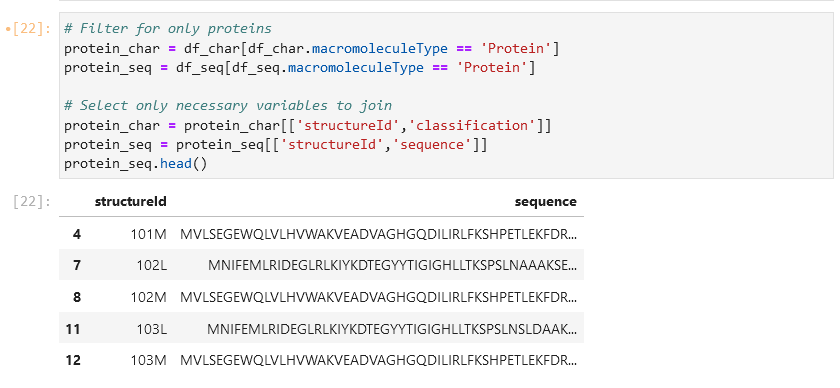 [22]:
# Filter for only proteins
protein_char = df_char[df_char.macromoleculeType == 'Protein']
protein_seq = df_seq[df_seq.macromoleculeType == 'Protein']
# Select only necessary variables to join
protein_char = protein_char[['structureId','classification']]
protein_seq = protein_seq[['structureId','sequence']]
protein_seq.head()
[22]:
structureId sequence
4 101M MVLSEGEWQLVLHVWAKVEADVAGHGQDILIRLFKSHPETLEKFDR...
7 102L MNIFEMLRIDEGLRLKIYKDTEGYYTIGIGHLLTKSPSLNAAAKSE...
8 102M MVLSEGEWQLVLHVWAKVEADVAGHGQDILIRLFKSHPETLEKFDR...
11 103L MNIFEMLRIDEGLRLKIYKDTEGYYTIGIGHLLTKSPSLNSLDAAK...
12 103M MVLSEGEWQLVLHVWAKVEADVAGHGQDILIRLFKSHPETLEKFDR...